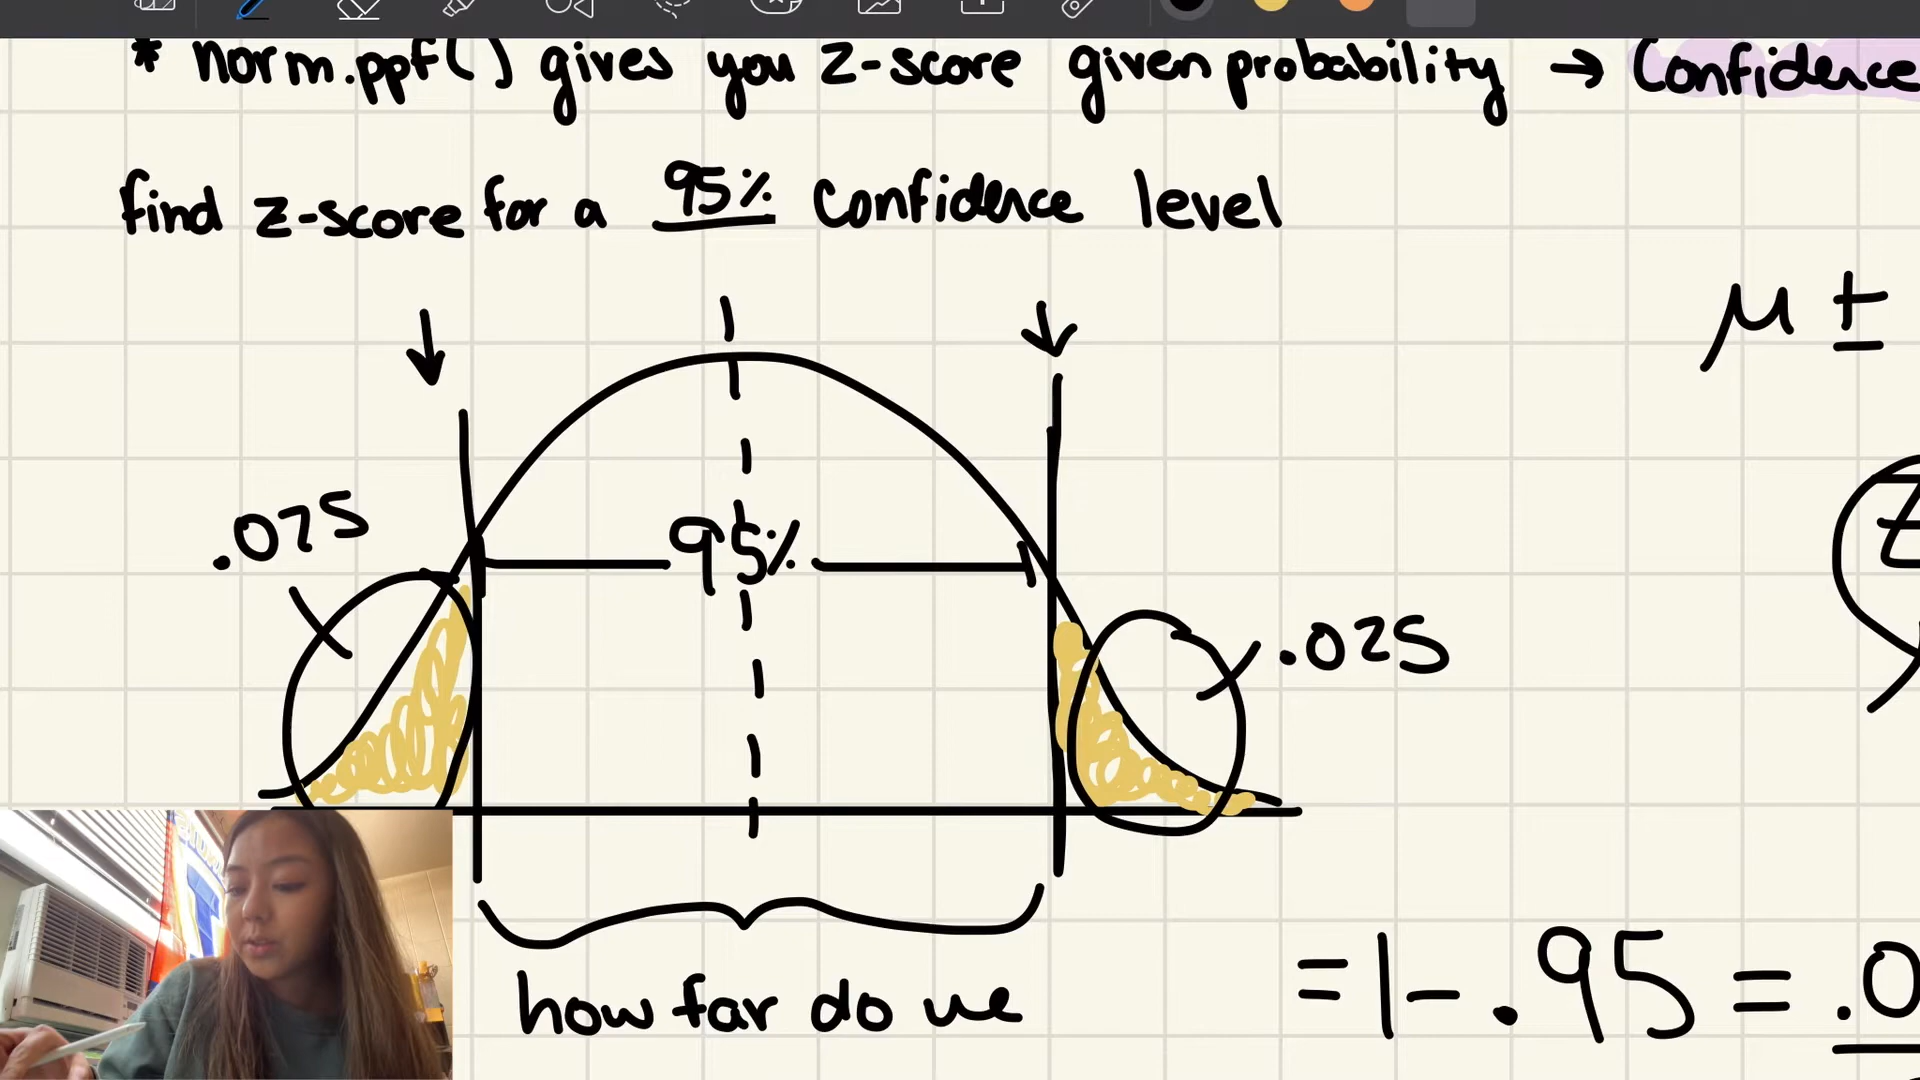 * norm.ppf() gives you z-score given probability → Confidence
find z-score for a 95% Confidence level
μ ±
95%
.025
.025
Z
= 1 - .95 = .0
how far do we